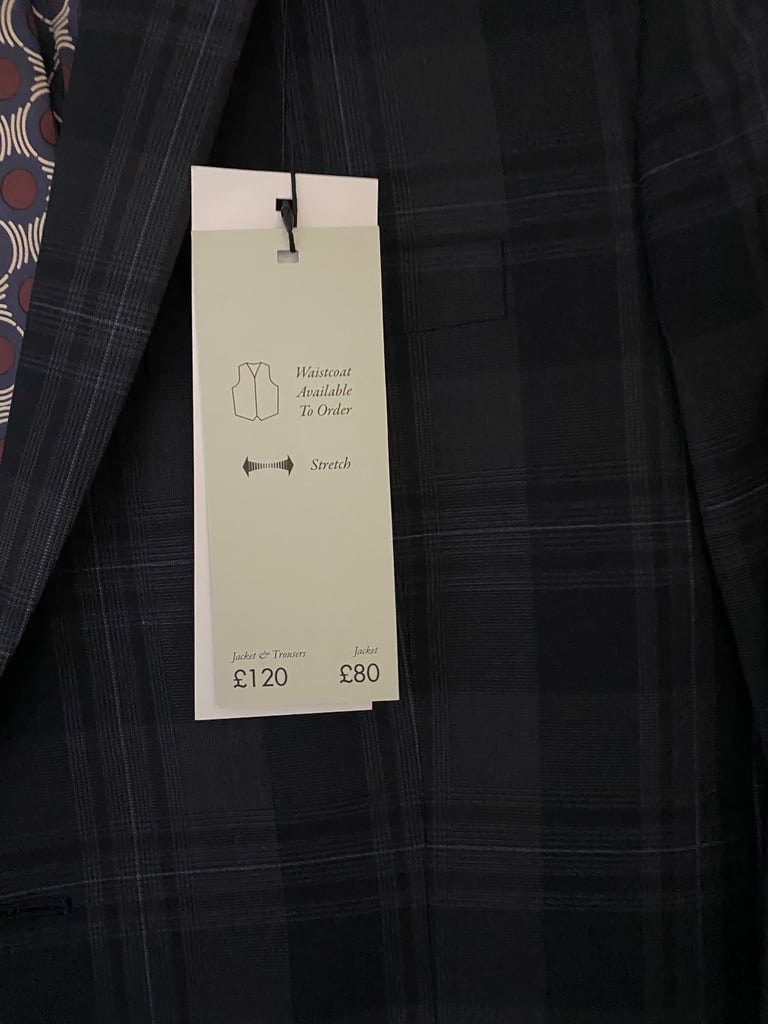 Waistcoat
Available
To Order
Stretch
Jacket & Trousers Jacket
£120 £80